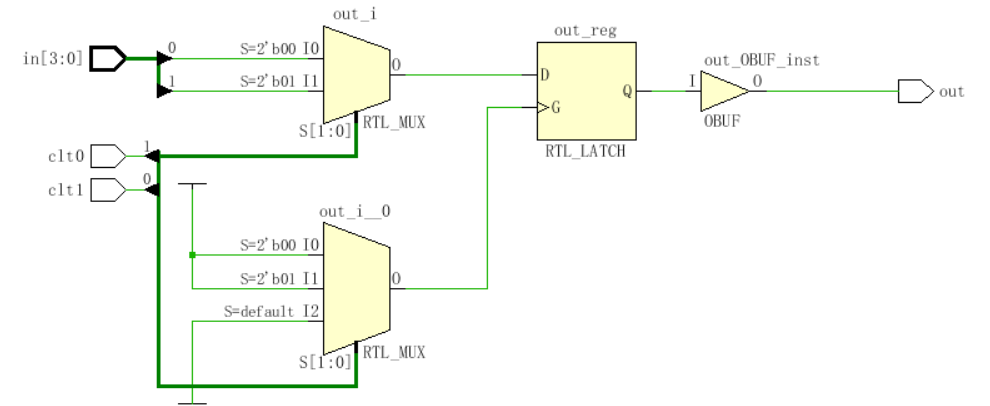 out_i
in[3:0]
0
S=2'b00 I0
1
S=2'b01 I1
O
S[1:0]
RTL_MUX
out_reg
D
G
Q
RTL_LATCH
out_OBUF_inst
I
O
OBUF
out
clt0
1
clt1
0
out_i__0
S=2'b00 I0
S=2'b01 I1
S=default I2
O
S[1:0]
RTL_MUX